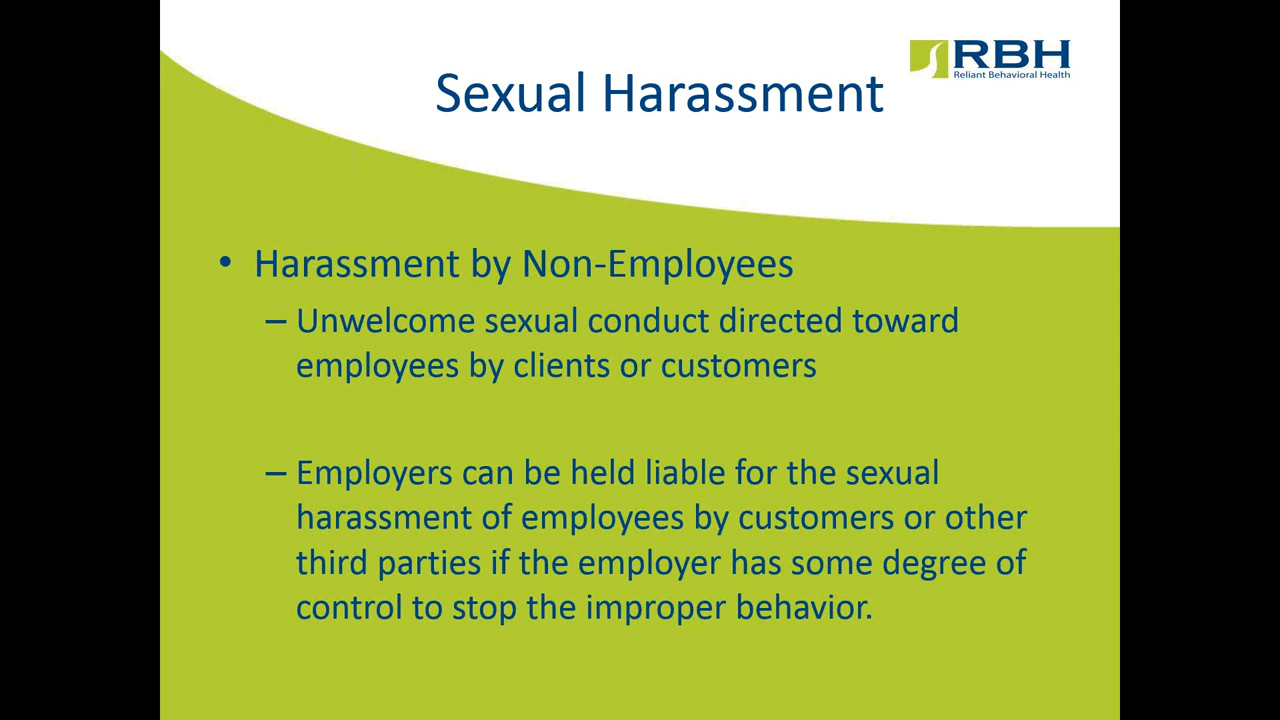 RBH
Reliant Behavioral Health
Sexual Harassment
• Harassment by Non-Employees
– Unwelcome sexual conduct directed toward
employees by clients or customers
– Employers can be held liable for the sexual
harassment of employees by customers or other
third parties if the employer has some degree of
control to stop the improper behavior.